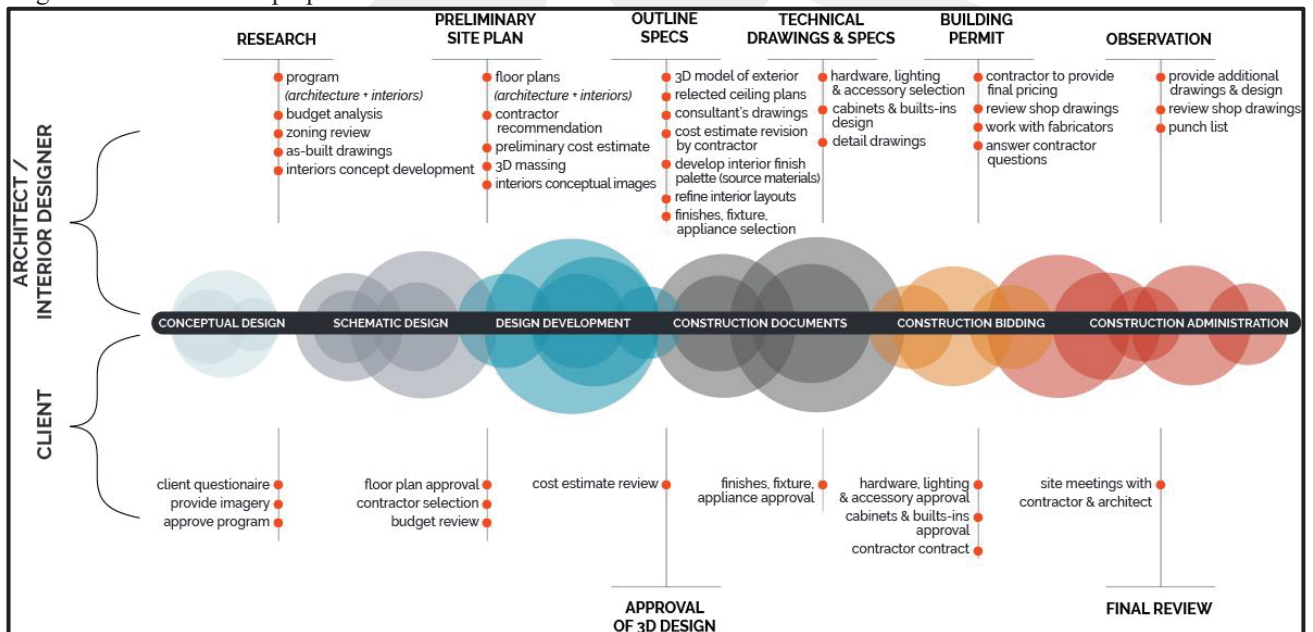 RESEARCH
program
(architecture + interiors)
budget analysis
zoning review
as-built drawings
interiors concept development
PRELIMINARY
SITE PLAN
floor plans
(architecture + interiors)
contractor
recommendation
preliminary cost estimate
3D massing
interiors conceptual images
OUTLINE
SPECS
3D model of exterior
relected ceiling plans
consultant's drawings
cost estimate revision
by contractor
develop interior finish
palette (source materials)
refine interior layouts
finishes, fixture,
appliance selection
TECHNICAL
DRAWINGS & SPECS
hardware, lighting
& accessory selection
cabinets & builts-ins
design
detail drawings
BUILDING
PERMIT
contractor to provide
final pricing
review shop drawings
work with fabricators
answer contractor
questions
OBSERVATION
provide additional
drawings & design
review shop drawings
punch list
ARCHITECT /
INTERIOR DESIGNER
CONCEPTUAL DESIGN
SCHEMATIC DESIGN
DESIGN DEVELOPMENT
CONSTRUCTION DOCUMENTS
CONSTRUCTION BIDDING
CONSTRUCTION ADMINISTRATION
CLIENT
client questionaire
provide imagery
approve program
floor plan approval
contractor selection
budget review
cost estimate review
finishes, fixture,
appliance approval
hardware, lighting
& accessory approval
cabinets & builts-ins
approval
contractor contract
site meetings with
contractor & architect
APPROVAL
OF 3D DESIGN
FINAL REVIEW